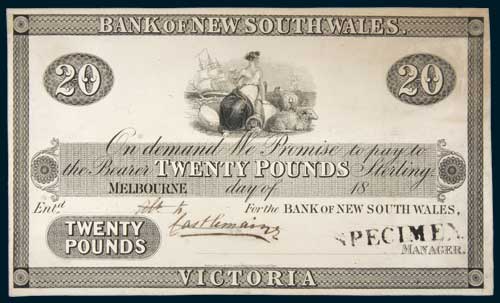 BANK OF NEW SOUTH WALES.
20 20
On demand We Promise to pay to
the Bearer TWENTY POUNDS Sterling.
MELBOURNE day of 18
Entd. For the BANK OF NEW SOUTH WALES,
Castlemaine
TWENTY
POUNDS
SPECIMEN
MANAGER.
VICTORIA